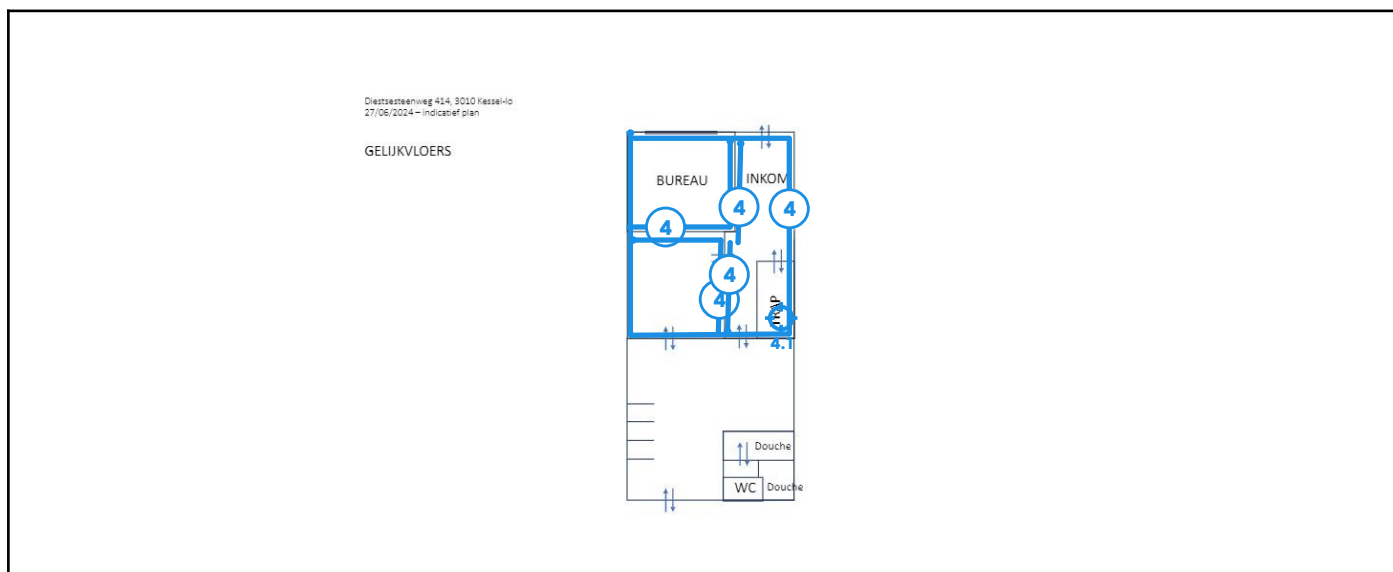 Diestsesteenweg 414, 3010 Kessel-lo
27/06/2024 – indicatief plan
GELIJKVLOERS
BUREAU
INKOM
4
4
4
4
4
TRAP
4.1
Douche
WC
Douche